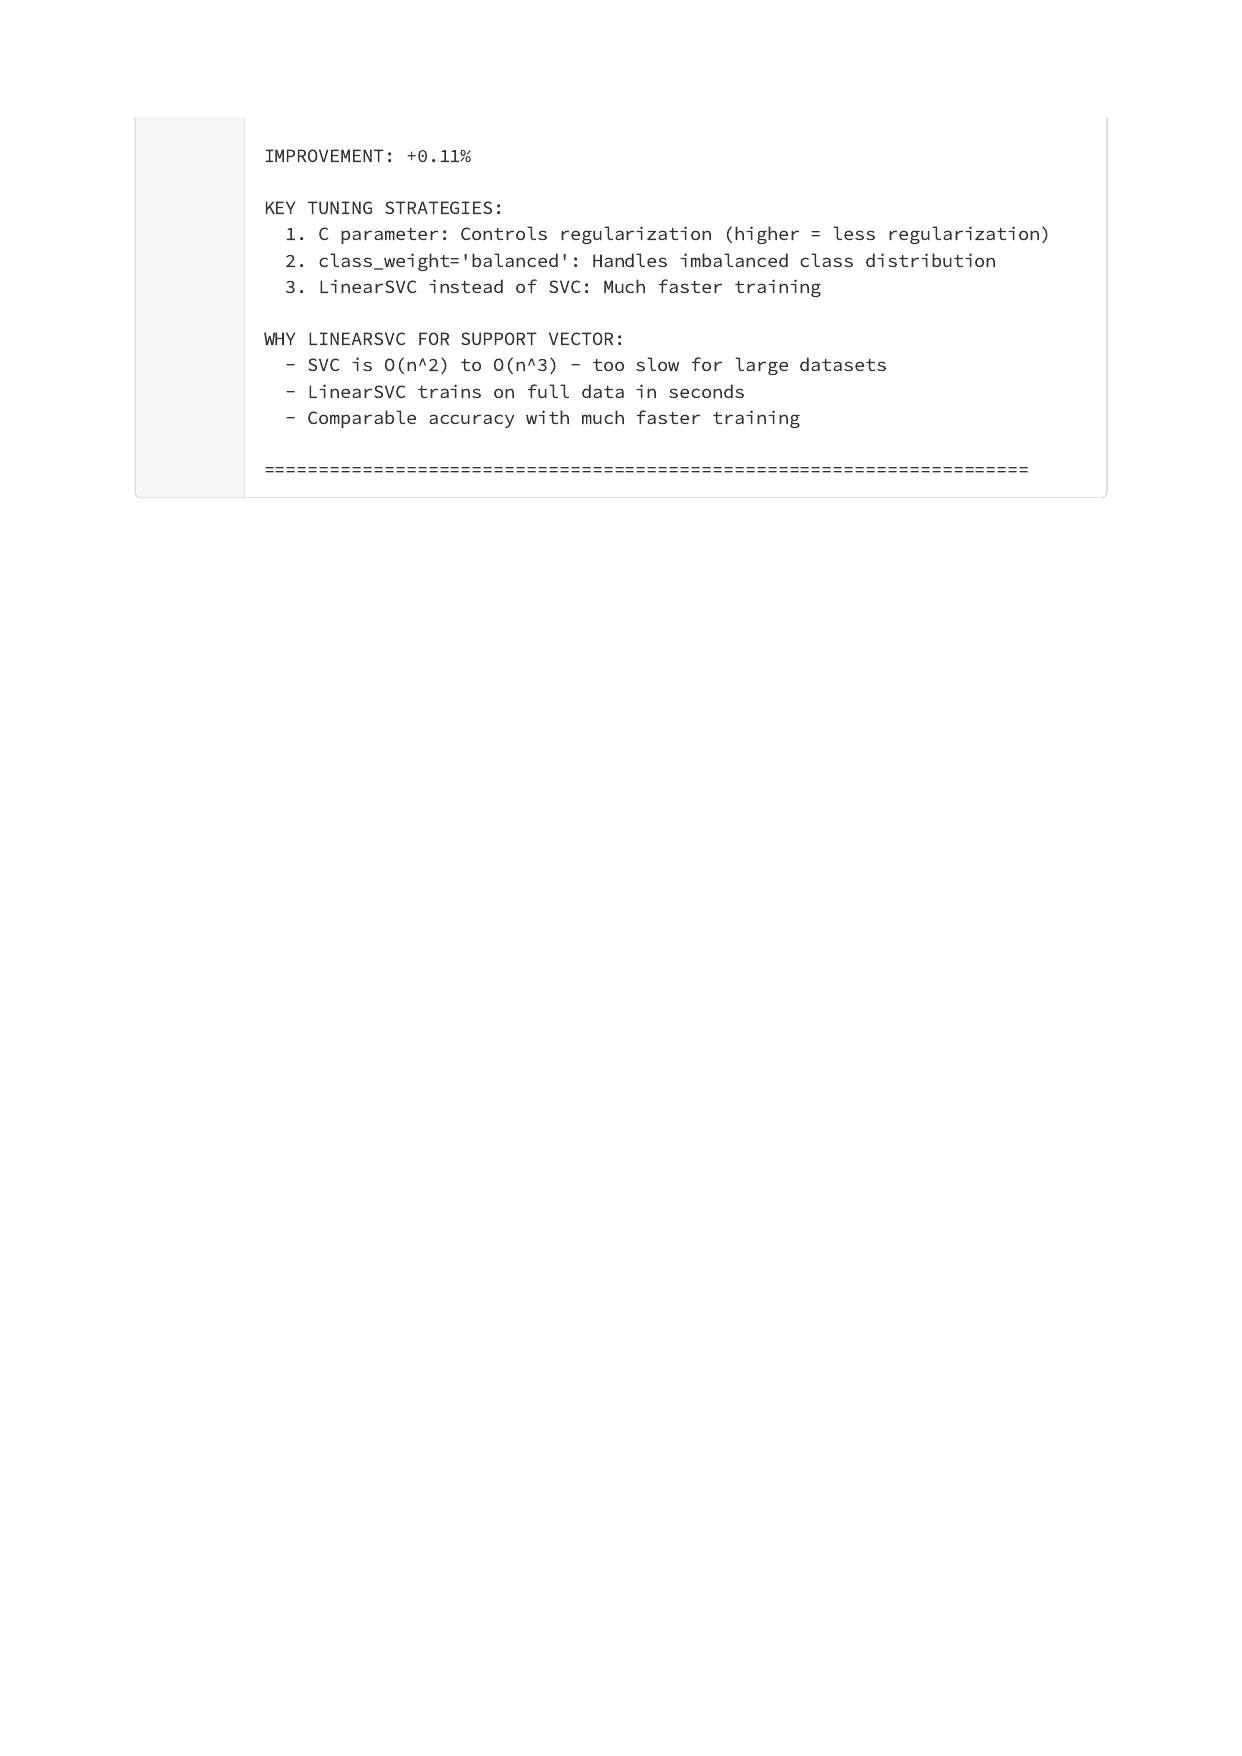 IMPROVEMENT: +0.11%
KEY TUNING STRATEGIES:
1. C parameter: Controls regularization (higher = less regularization)
2. class_weight='balanced': Handles imbalanced class distribution
3. LinearSVC instead of SVC: Much faster training
WHY LINEARSVC FOR SUPPORT VECTOR:
- SVC is O(n^2) to O(n^3) - too slow for large datasets
- LinearSVC trains on full data in seconds
- Comparable accuracy with much faster training
======================================================================